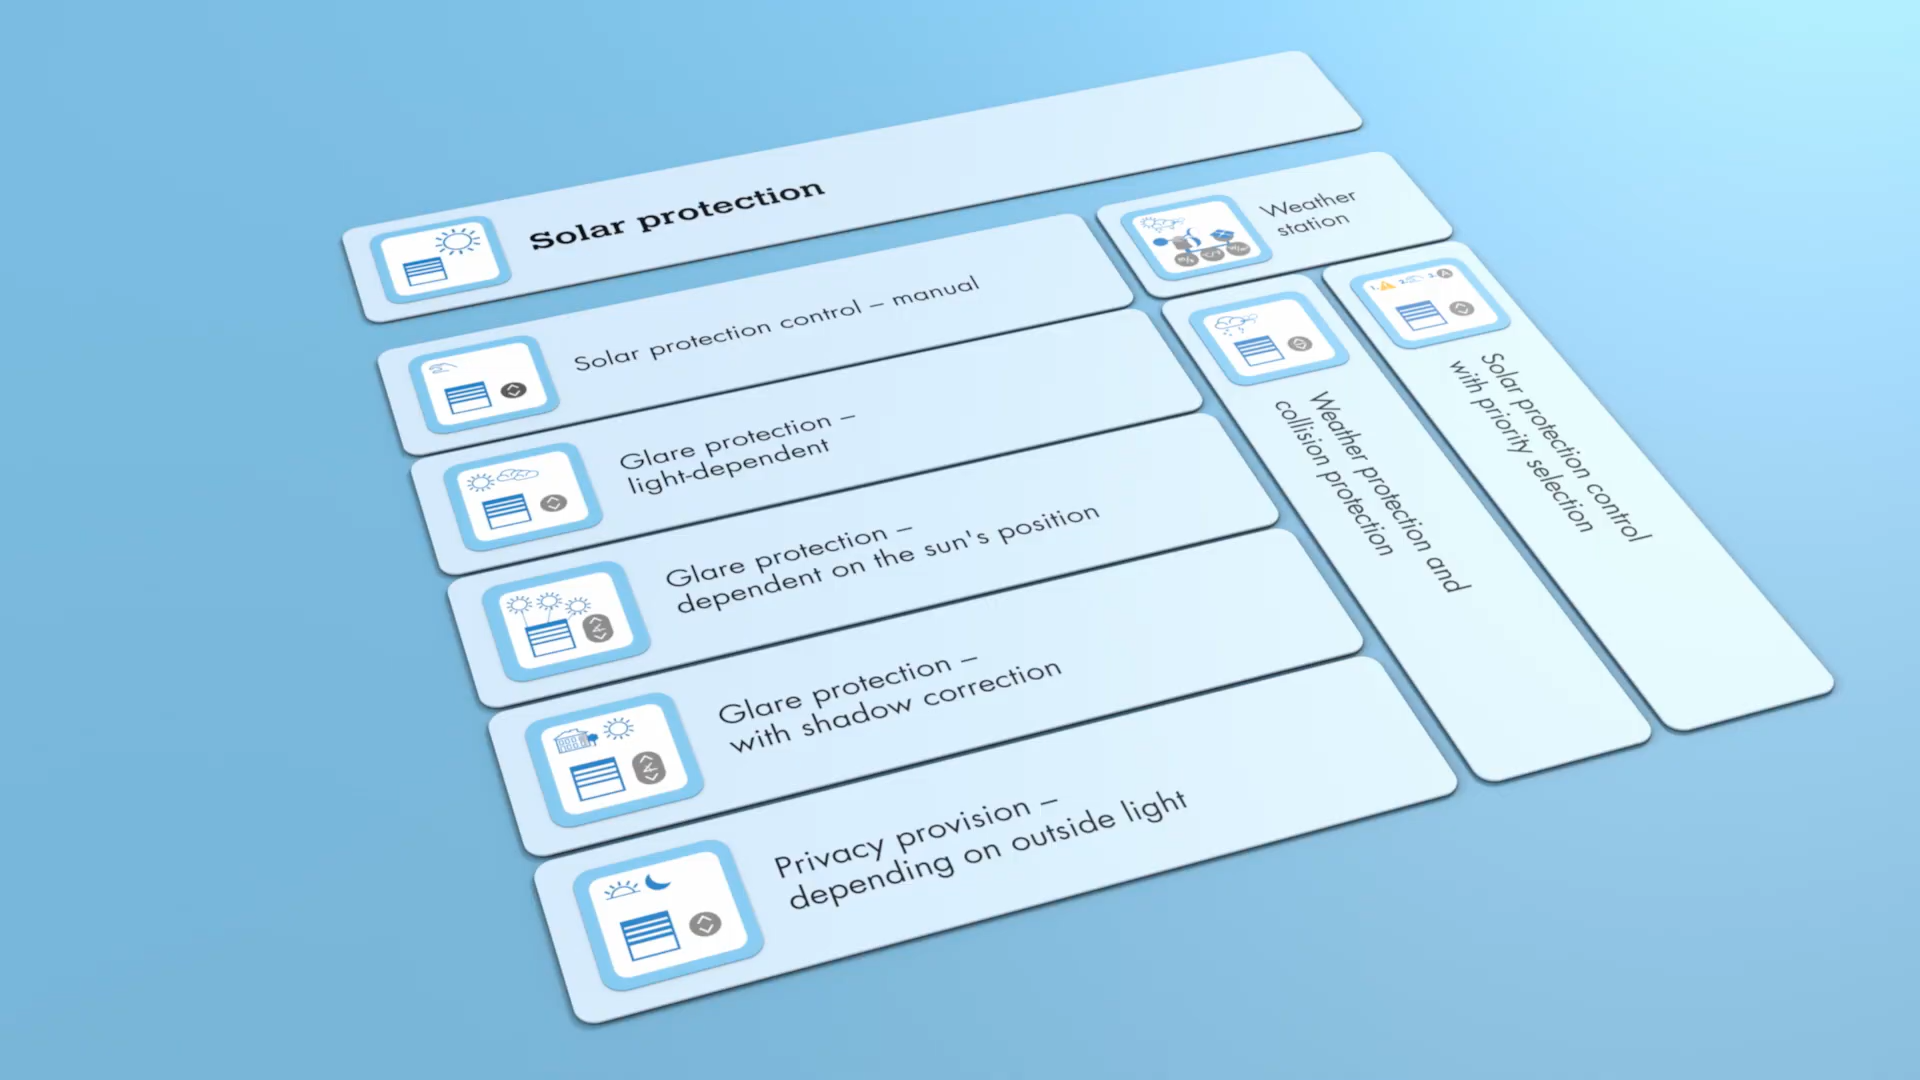 Solar protection
Solar protection control – manual
Glare protection –
light-dependent
Glare protection –
dependent on the sun's position
Glare protection –
with shadow correction
Privacy provision –
depending on outside light
Weather
station
Weather protection and
collision protection
Solar protection control
with priority selection